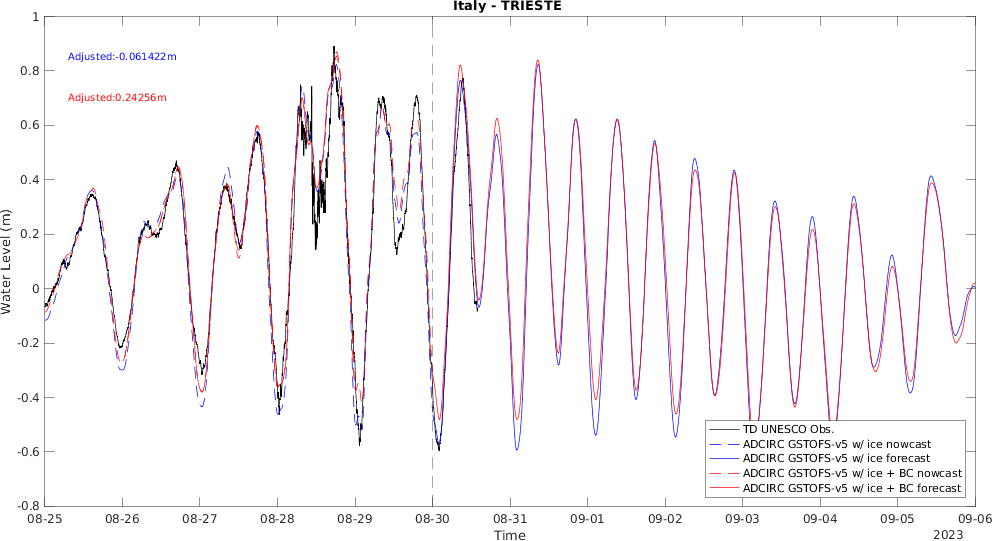 Italy - TRIESTE
Adjusted:-0.061422m
Adjusted:0.24256m
Water Level (m)
1
0.8
0.6
0.4
0.2
0
-0.2
-0.4
-0.6
-0.8
TD UNESCO Obs.
ADCIRC GSTOFS-v5 w/ ice nowcast
ADCIRC GSTOFS-v5 w/ ice forecast
ADCIRC GSTOFS-v5 w/ ice + BC nowcast
ADCIRC GSTOFS-v5 w/ ice + BC forecast
08-25 08-26 08-27 08-28 08-29 08-30 08-31 09-01 09-02 09-03 09-04 09-05 09-06
Time
2023